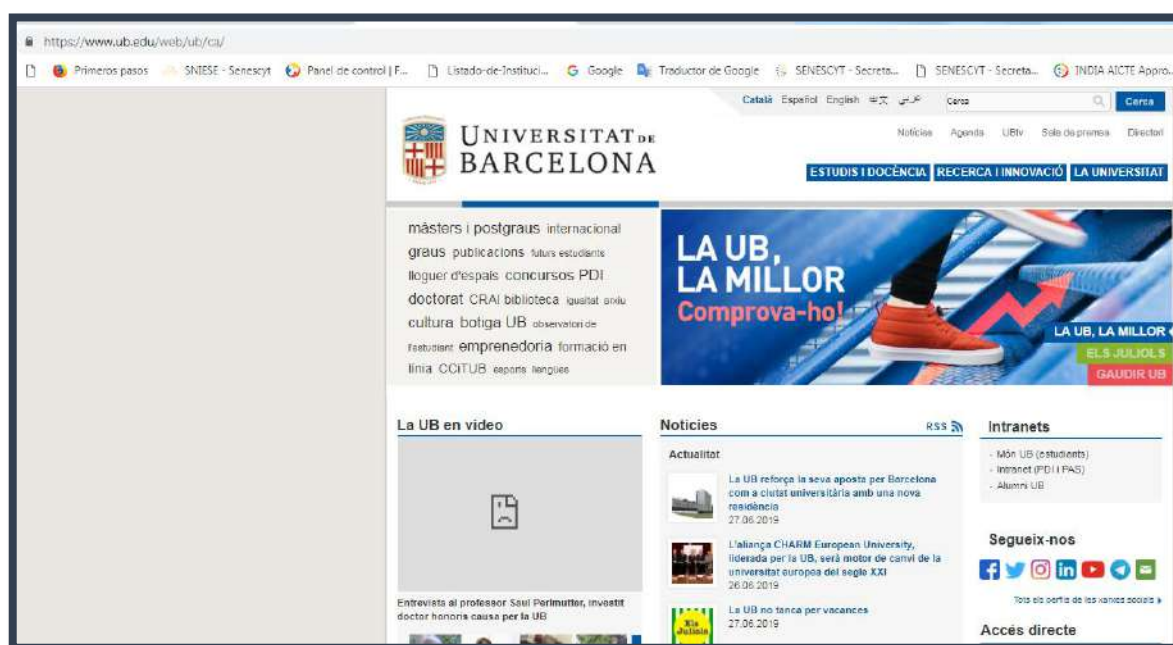 https://www.ub.edu/web/ub/ca/
Primeros pasos SNIESE - Senescyt Panel de control | F... Listado-de-Instituci... Google Traductor de Google SENESCYT - Secreta... SENESCYT - Secreta... INDIA AICTE Appro...
Català Español English 中文 عربي Cerca Cerca
UNIVERSITAT DE
BARCELONA
Notícies Agenda UBtv Sala de premsa Directori
ESTUDIS I DOCÈNCIA RECERCA I INNOVACIÓ LA UNIVERSITAT
màsters i postgraus internacional
graus publicacions futurs estudiants
lloguer d'espais concursos PDI
doctorat CRAI biblioteca igualtat arxiu
cultura botiga UB observatori de
l'estudiant emprenedoria formació en
línia CCiTUB esports llengües
LA UB,
LA MILLOR
Comprova-ho!
LA UB, LA MILLOR
ELS JULIOLS
GAUDIR UB
La UB en vídeo
Entrevista al professor Saul Perlmutter, investit
doctor honoris causa per la UB
Notícies RSS
Actualitat
La UB reforça la seva aposta per Barcelona
com a ciutat universitària amb una nova
residència
27.06.2019
L'aliança CHARM European University,
liderada per la UB, serà motor de canvi de la
universitat europea del segle XXI
26.06.2019
Els
Juliols
La UB no tanca per vacances
27.06.2019
Intranets
- Món UB (estudiants)
- Intranet (PDI i PAS)
- Alumni UB
Segueix-nos
Tots els perfils de les xarxes socials
Accés directe